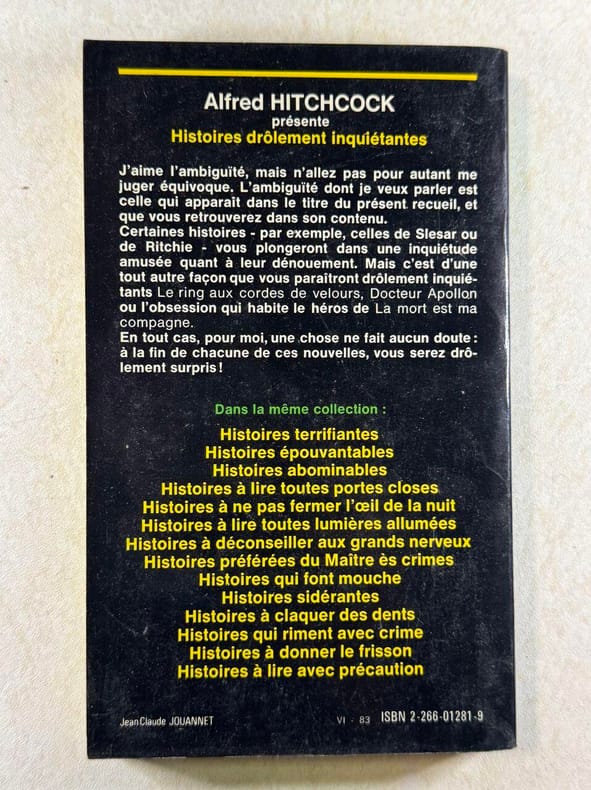 Alfred HITCHCOCK
présente
Histoires drôlement inquiétantes
J'aime l'ambiguïté, mais n'allez pas pour autant me
juger équivoque. L'ambiguïté dont je veux parler est
celle qui apparaît dans le titre du présent recueil, et
que vous retrouverez dans son contenu.
Certaines histoires - par exemple, celles de Slesar ou
de Ritchie - vous plongeront dans une inquiétude
amusée quant à leur dénouement. Mais c'est d'une
tout autre façon que vous paraîtront drôlement inquié-
tants Le ring aux cordes de velours, Docteur Apollon
ou l'obsession qui habite le héros de La mort est ma
compagne.
En tout cas, pour moi, une chose ne fait aucun doute :
à la fin de chacune de ces nouvelles, vous serez drô-
lement surpris !
Dans la même collection :
Histoires terrifiantes
Histoires épouvantables
Histoires abominables
Histoires à lire toutes portes closes
Histoires à ne pas fermer l'œil de la nuit
Histoires à lire toutes lumières allumées
Histoires à déconseiller aux grands nerveux
Histoires préférées du Maître ès crimes
Histoires qui font mouche
Histoires sidérantes
Histoires à claquer des dents
Histoires qui riment avec crime
Histoires à donner le frisson
Histoires à lire avec précaution
Jean Claude JOUANNET VI - 83 ISBN 2-266-01281-9